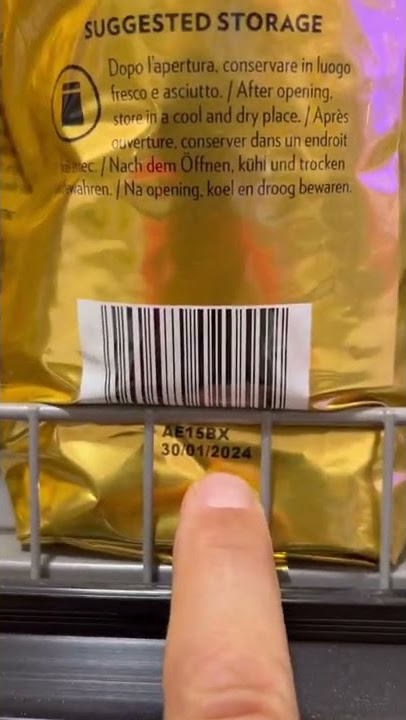 SUGGESTED STORAGE
Dopo l'apertura, conservare in luogo
fresco e asciutto. / After opening,
store in a cool and dry place. / Après
ouverture, conserver dans un endroit
/ Nach dem Öffnen, kühl und trocken
/ Na opening, koel en droog bewaren.
AE15BX
30/01/2024